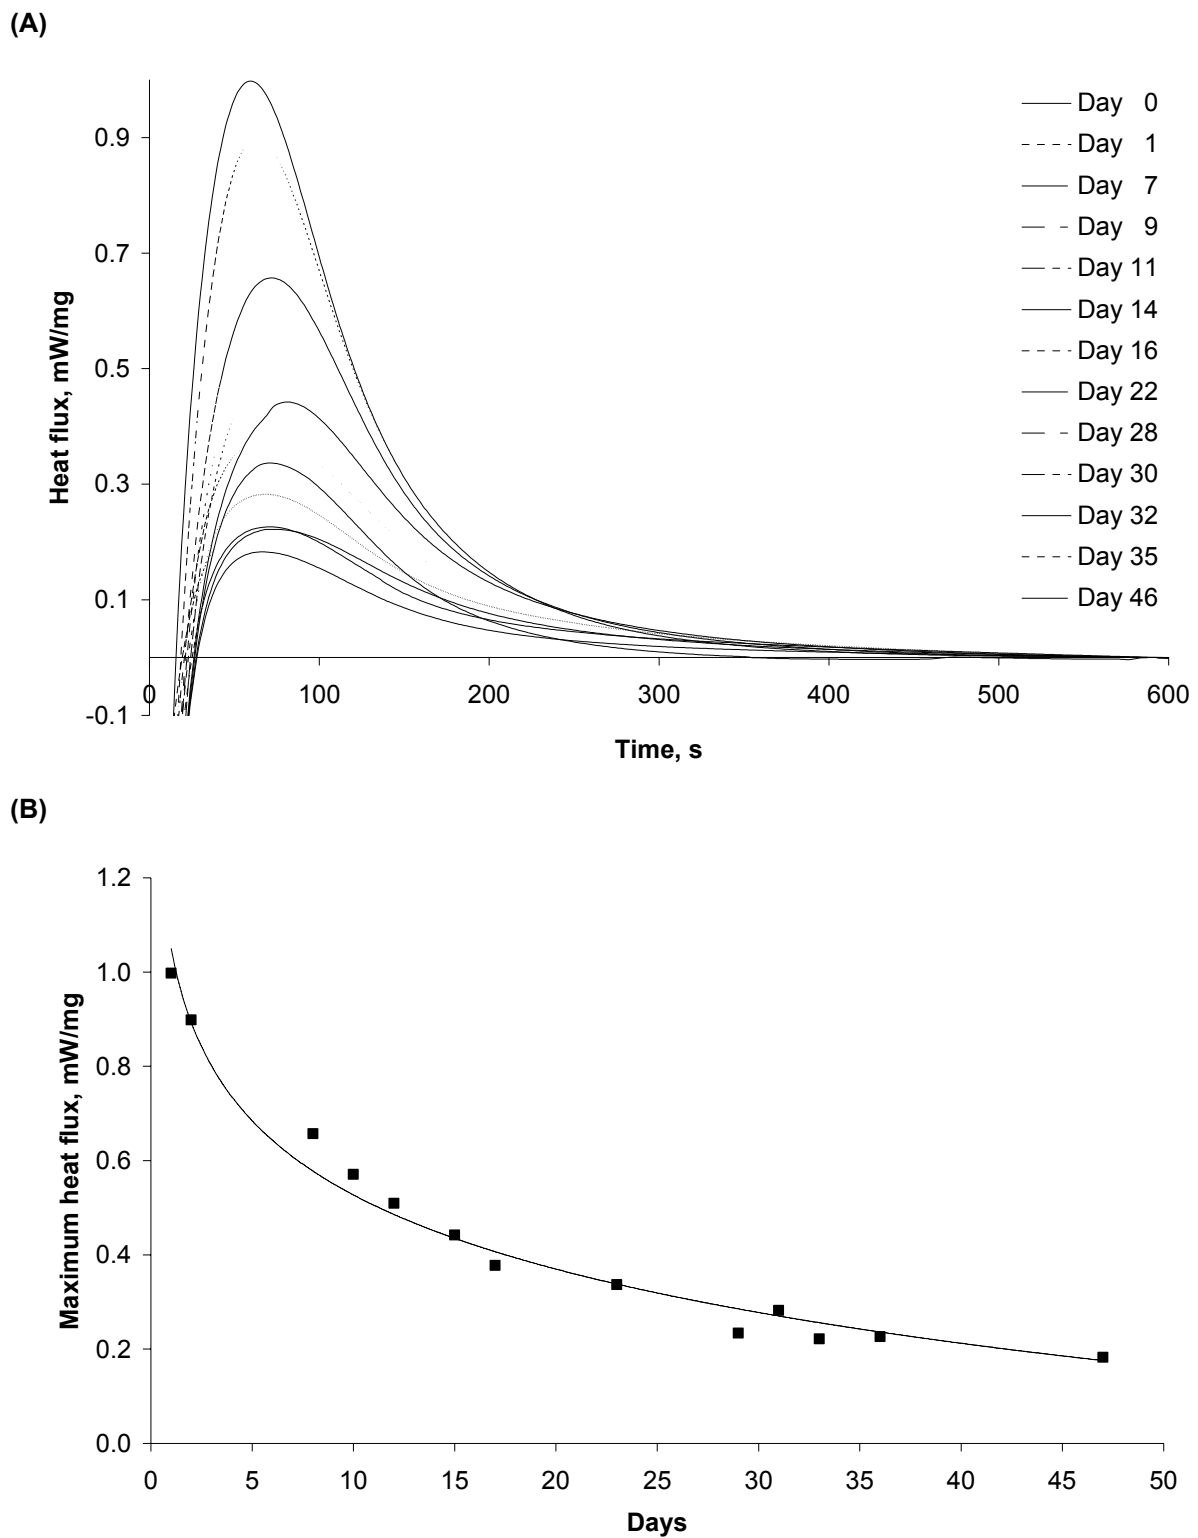 (A)
0.9
0.7
0.5
0.3
0.1
-0.1
Heat flux, mW/mg
0 100 200 300 400 500 600
Time, s
Day 0
Day 1
Day 7
Day 9
Day 11
Day 14
Day 16
Day 22
Day 28
Day 30
Day 32
Day 35
Day 46
(B)
1.2
1.0
0.8
0.6
0.4
0.2
0.0
Maximum heat flux, mW/mg
0 5 10 15 20 25 30 35 40 45 50
Days